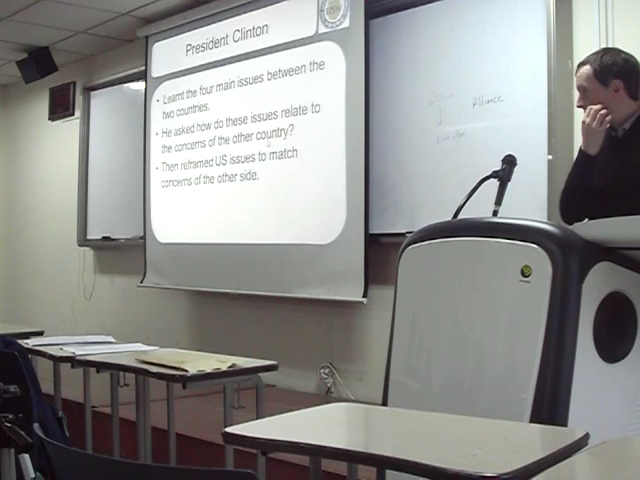 President Clinton
• Learnt the four main issues between the
two countries.
• He asked how do these issues relate to
the concerns of the other country?
• Then reframed US issues to match
concerns of the other side.
Alliance